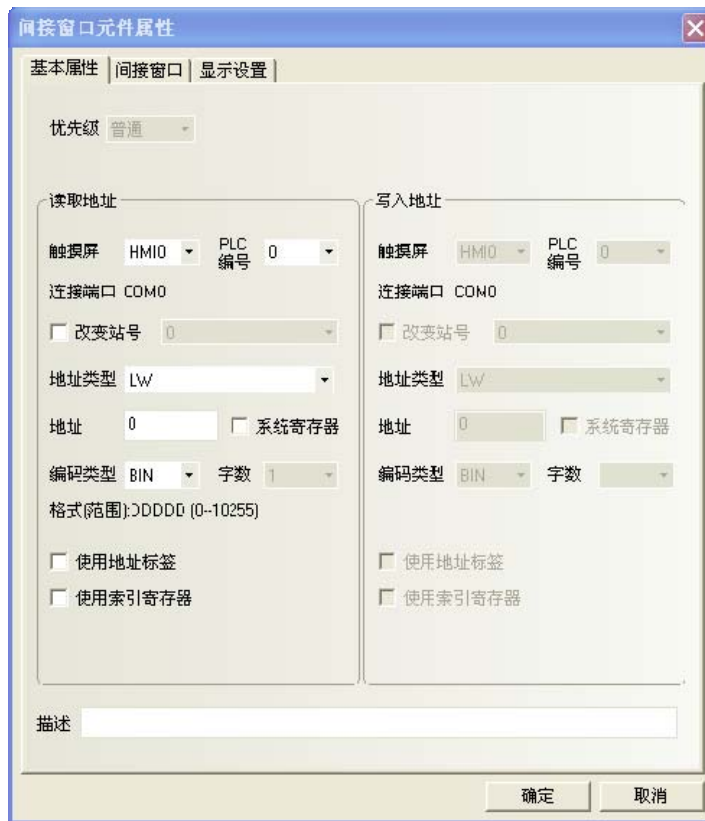 间接窗口元件属性
基本属性 间接窗口 显示设置
优先级 普通
读取地址
触摸屏 HMI0 PLC编号 0
连接端口 COM0
改变站号 0
地址类型 LW
地址 0 系统寄存器
编码类型 BIN 字数 1
格式(范围):DDDDD (0--10255)
使用地址标签
使用索引寄存器
写入地址
触摸屏 HMI0 PLC编号 0
连接端口 COM0
改变站号 0
地址类型 LW
地址 0 系统寄存器
编码类型 BIN 字数
使用地址标签
使用索引寄存器
描述
确定 取消